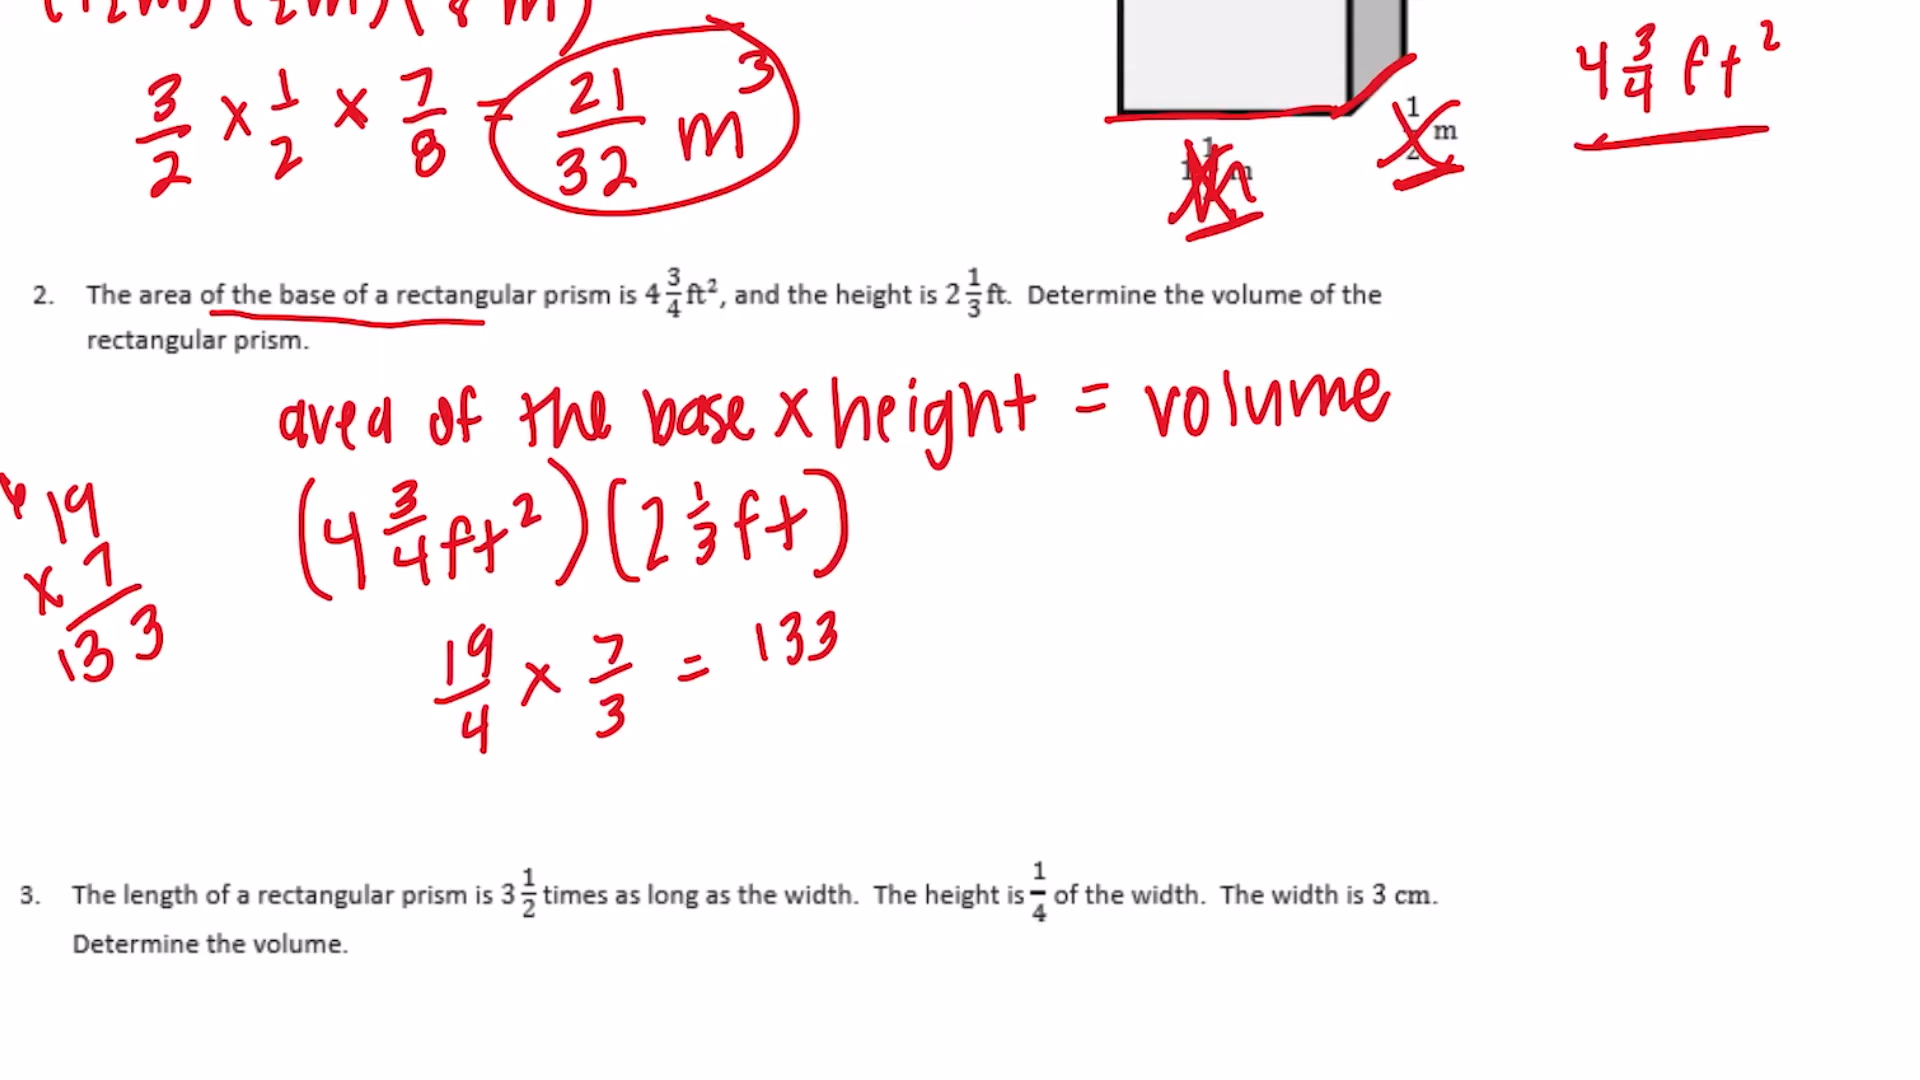 3/2 x 1/2 x 7/8 = 21/32 m³
4 3/4 ft²
1/2 m
2. The area of the base of a rectangular prism is 4 3/4 ft², and the height is 2 1/3 ft. Determine the volume of the
rectangular prism.
area of the base x height = volume
(4 3/4 ft²)(2 1/3 ft)
19
x 7
133
19/4 x 7/3 = 133
3. The length of a rectangular prism is 3 1/2 times as long as the width. The height is 1/4 of the width. The width is 3 cm.
Determine the volume.